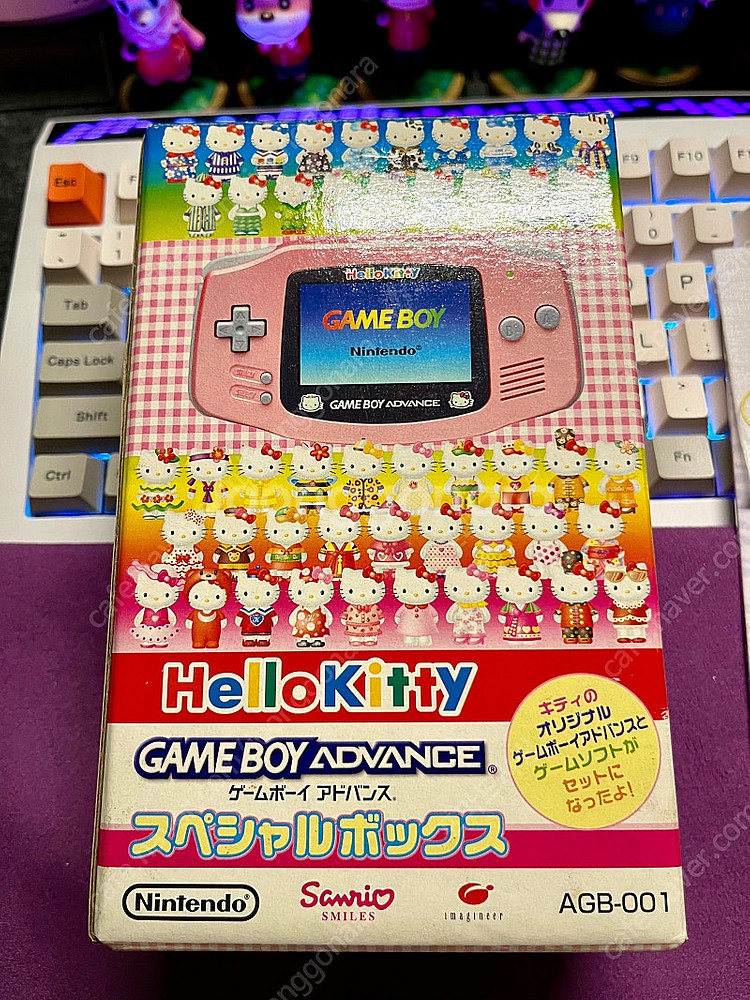 Esc
F9
F10
Tab
P
Caps Lock
L
Shift
Ctrl
Fn
HelloKitty
GAME BOY
Nintendo®
B
A
GAME BOY ADVANCE
HelloKitty
キティの
オリジナル
ゲームボーイアドバンスと
ゲームソフトが
セットに
なったよ!
GAME BOY ADVANCE®
ゲームボーイ アドバンス®
スペシャルボックス
Nintendo®
Sanrio
SMILES
imagineer
AGB-001